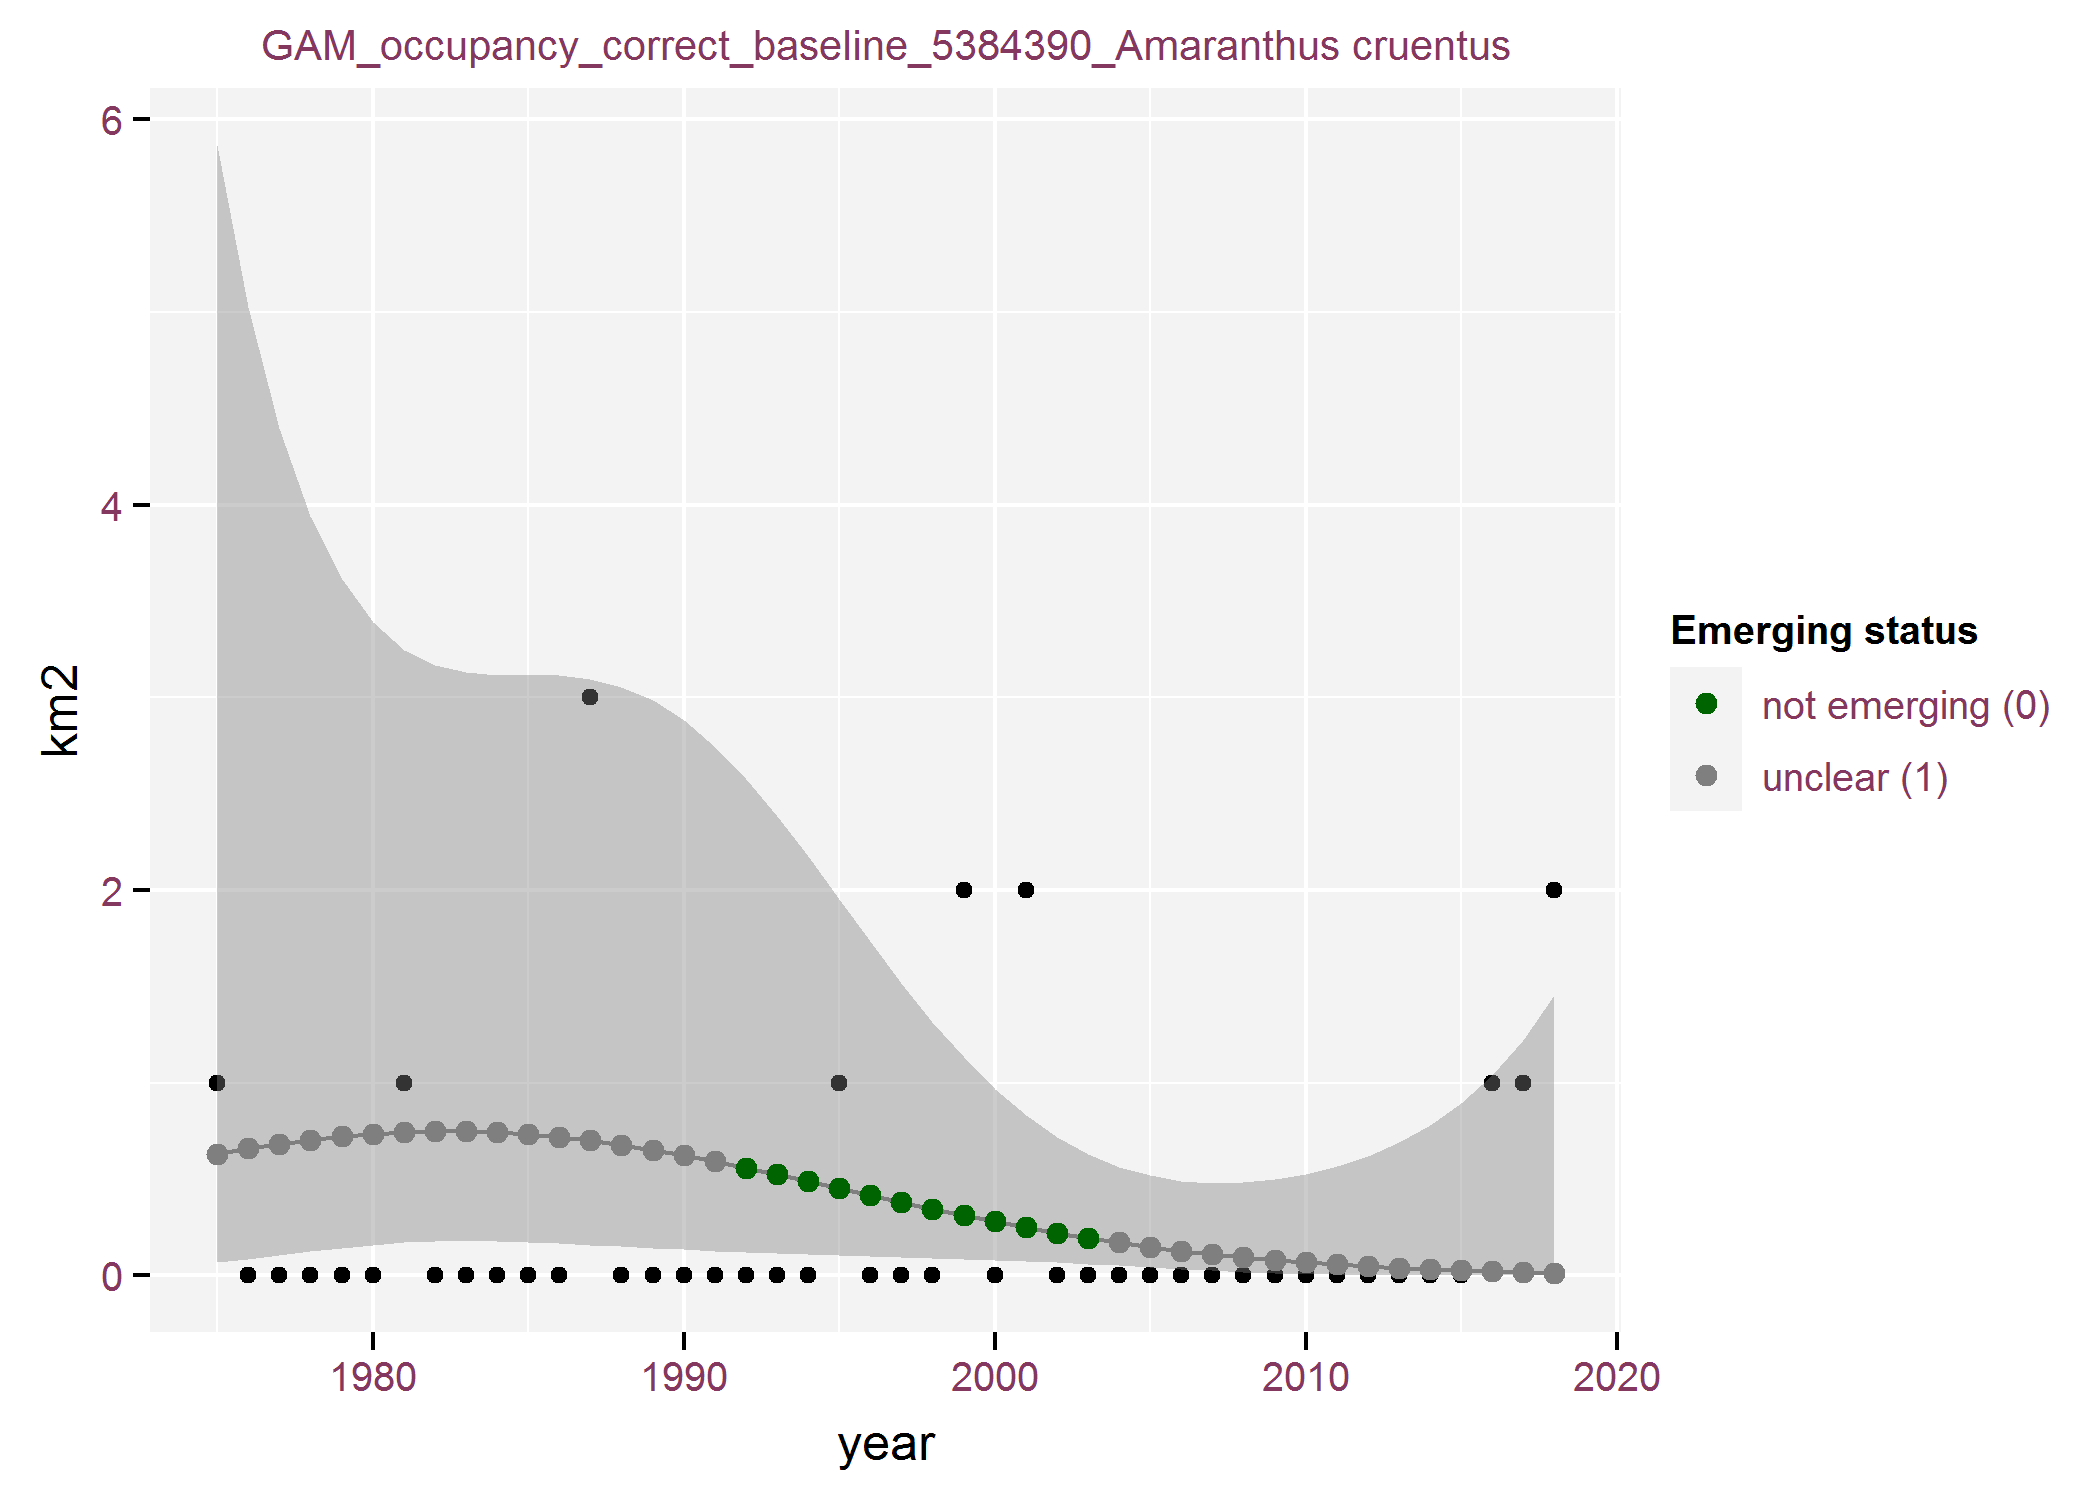 GAM_occupancy_correct_baseline_5384390_Amaranthus cruentus
6
4
2
0
km2
1980 1990 2000 2010 2020
year
Emerging status
not emerging (0)
unclear (1)